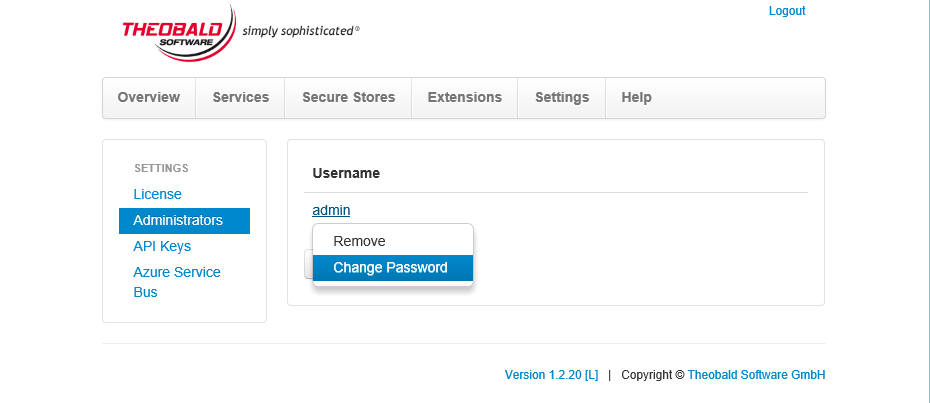 Logout
THEOBALD
SOFTWARE
simply sophisticated®
Overview Services Secure Stores Extensions Settings Help
SETTINGS
License
Administrators
API Keys
Azure Service
Bus
Username
admin
Remove
Change Password
Version 1.2.20 [L] | Copyright © Theobald Software GmbH